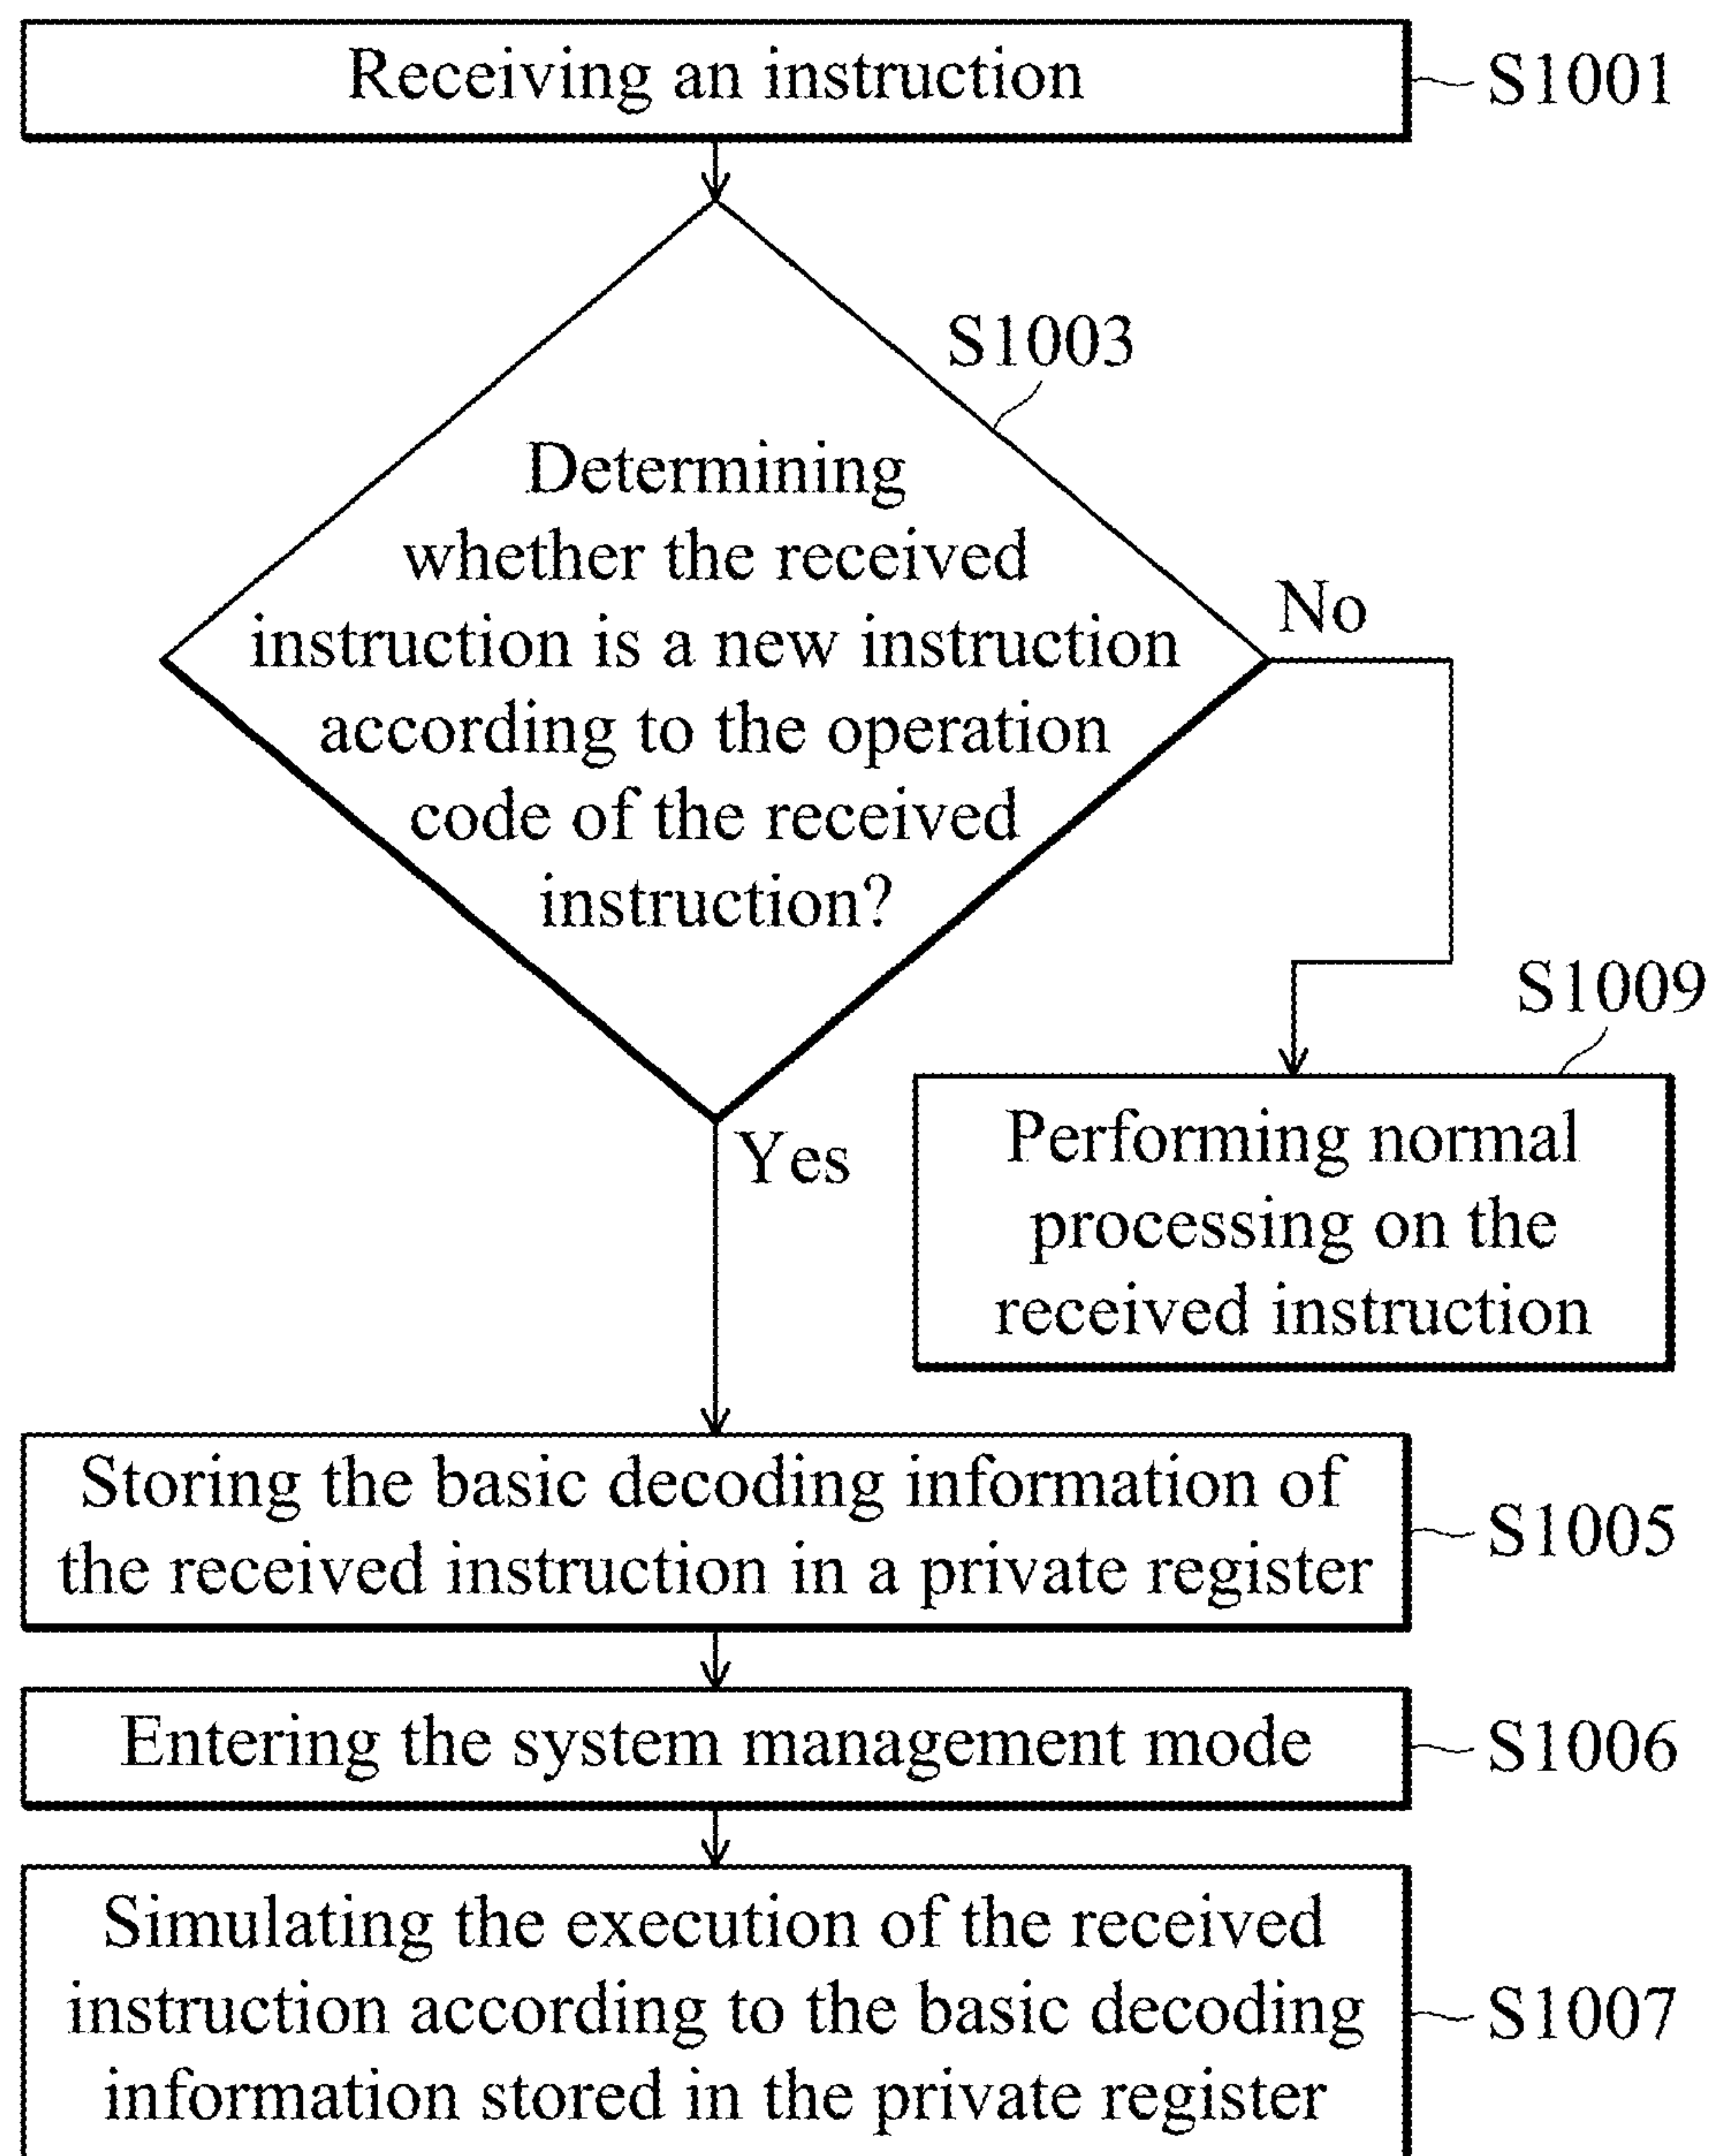 Receiving an instruction
S1001
S1003
Determining
whether the received
instruction is a new instruction
according to the operation
code of the received
instruction?
No
Yes
S1009
Performing normal
processing on the
received instruction
Storing the basic decoding information of
the received instruction in a private register
S1005
Entering the system management mode
S1006
Simulating the execution of the received
instruction according to the basic decoding
information stored in the private register
S1007